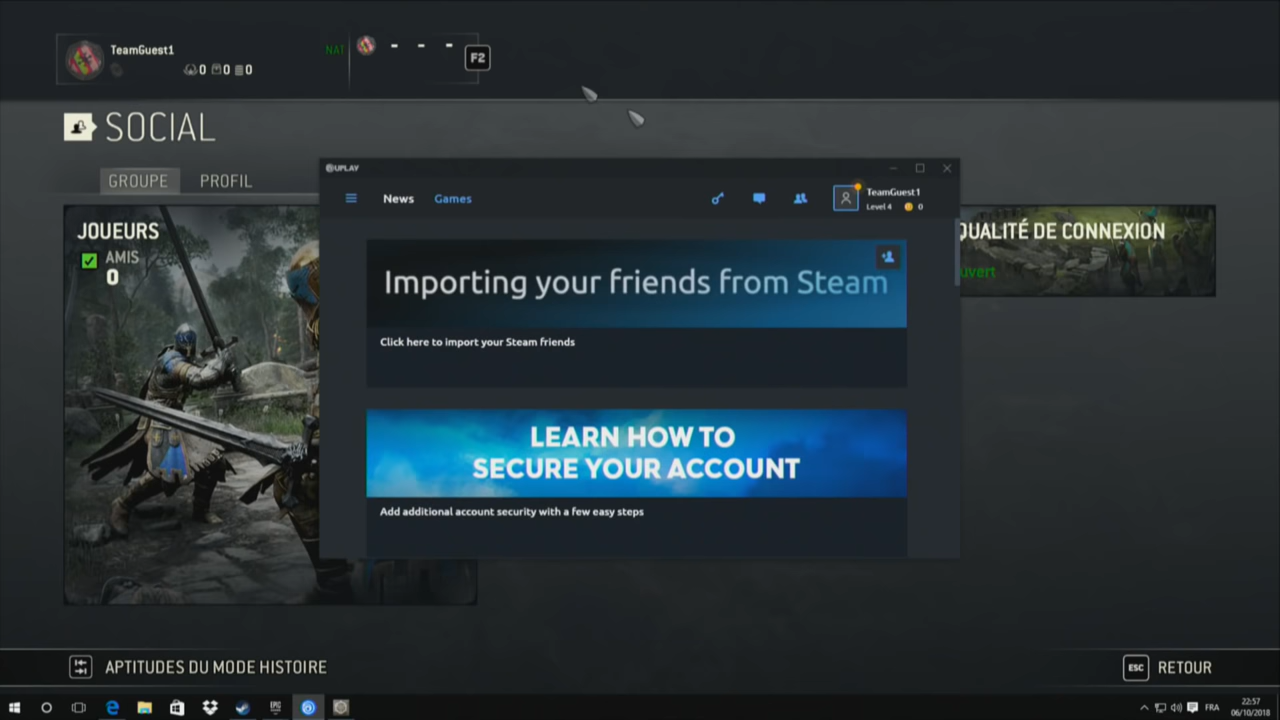 TeamGuest1
0 0 0
NAT
- - -
F2
SOCIAL
GROUPE
PROFIL
JOUEURS
AMIS
0
UPLAY
News
Games
TeamGuest1
Level 4
0
Importing your friends from Steam
Click here to import your Steam friends
LEARN HOW TO
SECURE YOUR ACCOUNT
Add additional account security with a few easy steps
QUALITÉ DE CONNEXION
uvert
APTITUDES DU MODE HISTOIRE
ESC
RETOUR
EPIC
FRA
22:57
06/10/2018